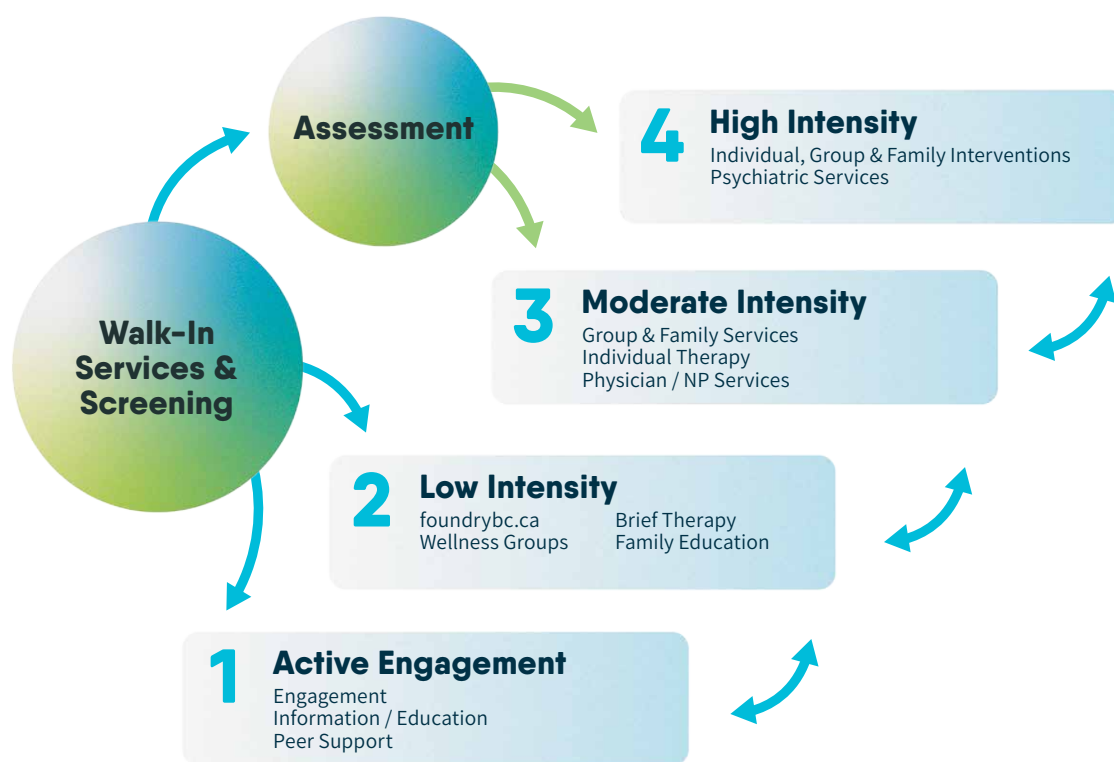 Assessment
4
High Intensity
Individual, Group & Family Interventions
Psychiatric Services
Walk-In
Services &
Screening
3
Moderate Intensity
Group & Family Services
Individual Therapy
Physician / NP Services
2
Low Intensity
foundrybc.ca
Wellness Groups
Brief Therapy
Family Education
1
Active Engagement
Engagement
Information / Education
Peer Support